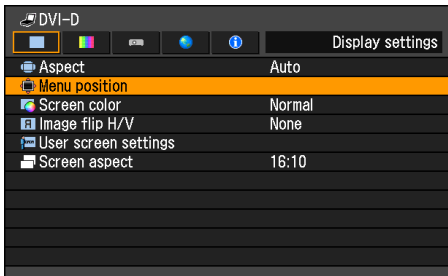 DVI-D
Display settings
Aspect Auto
Menu position
Screen color Normal
Image flip H/V None
User screen settings
Screen aspect 16:10